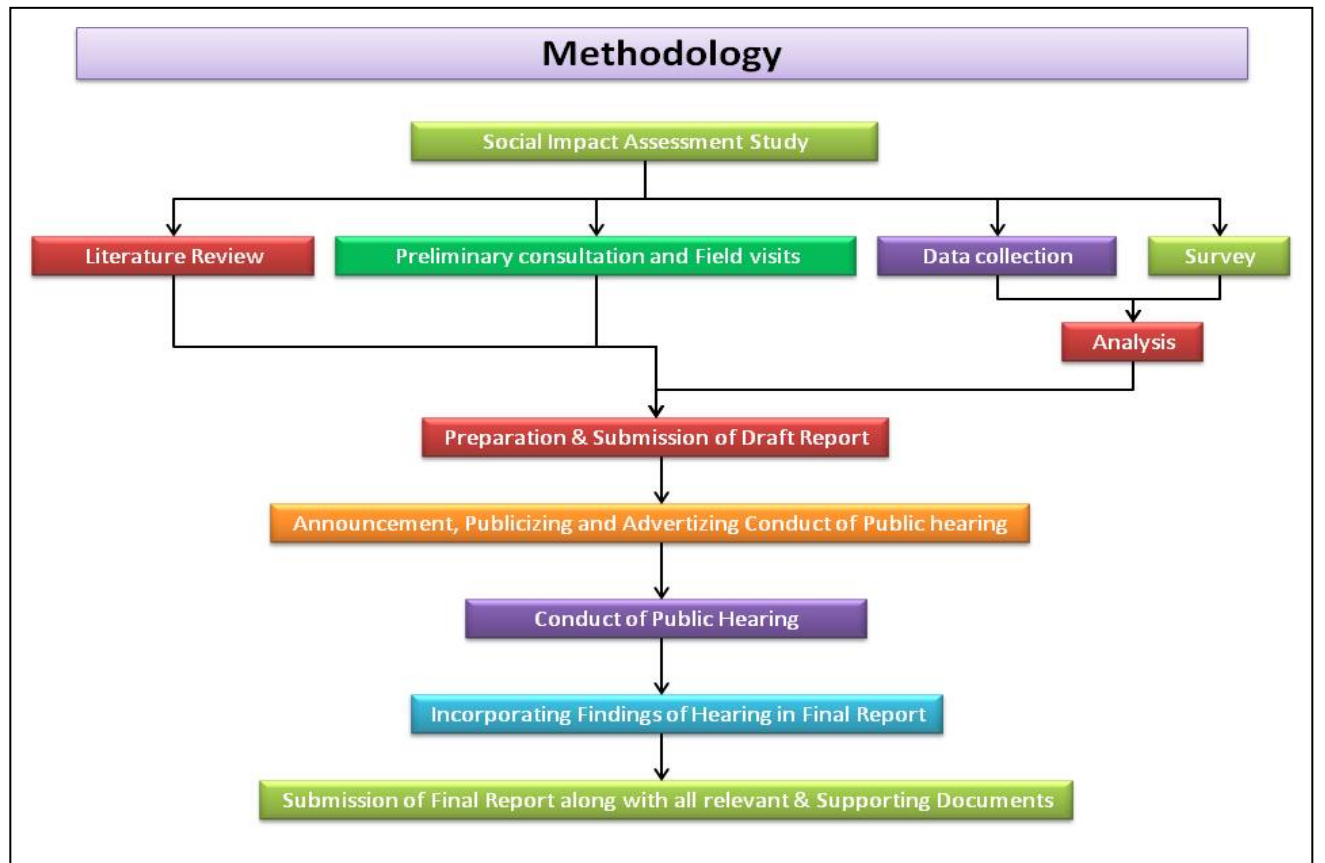 Methodology
Social Impact Assessment Study
Literature Review
Preliminary consultation and Field visits
Data collection
Survey
Analysis
Preparation & Submission of Draft Report
Announcement, Publicizing and Advertizing Conduct of Public hearing
Conduct of Public Hearing
Incorporating Findings of Hearing in Final Report
Submission of Final Report along with all relevant & Supporting Documents